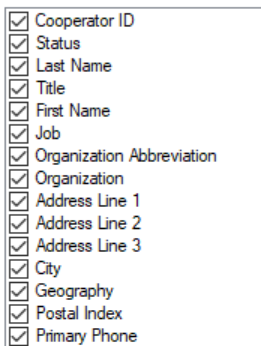 Cooperator ID
Status
Last Name
Title
First Name
Job
Organization Abbreviation
Organization
Address Line 1
Address Line 2
Address Line 3
City
Geography
Postal Index
Primary Phone